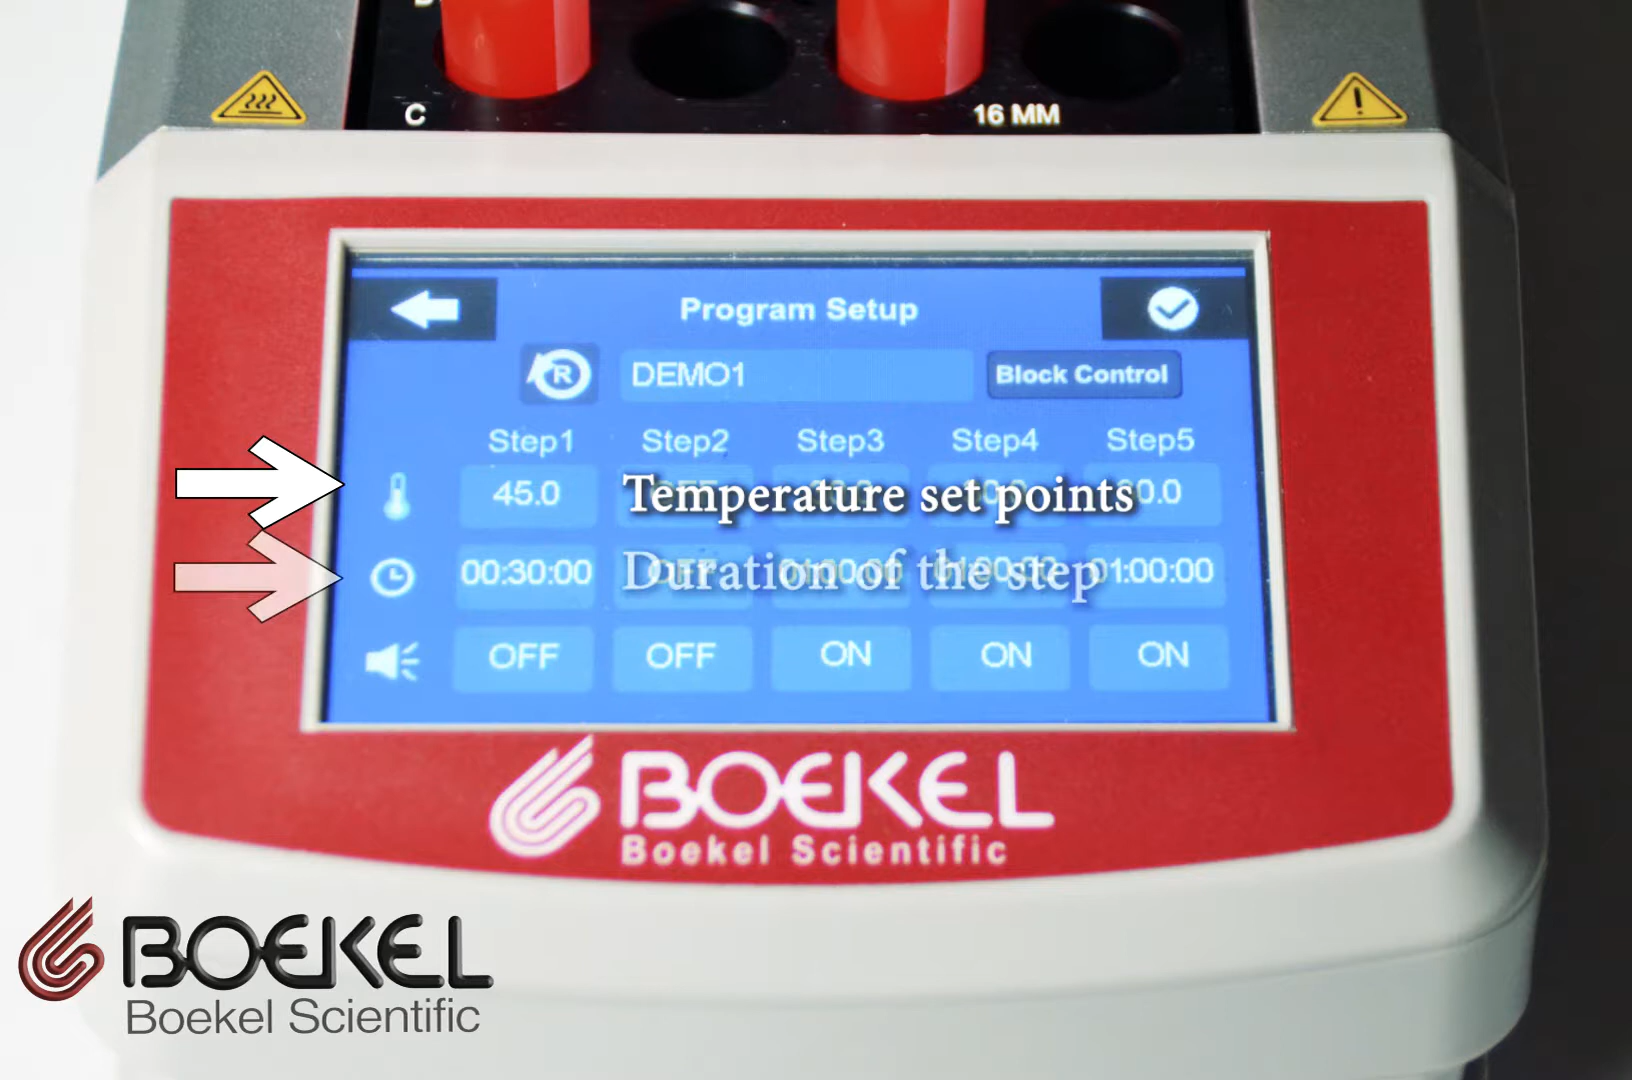 C
16 MM
Program Setup
R
DEMO1
Block Control
Step1 Step2 Step3 Step4 Step5
45.0
Temperature set points
00:30:00 01:00:00
Duration of the step
OFF OFF ON ON ON
BOEKEL
Boekel Scientific
BOEKEL
Boekel Scientific